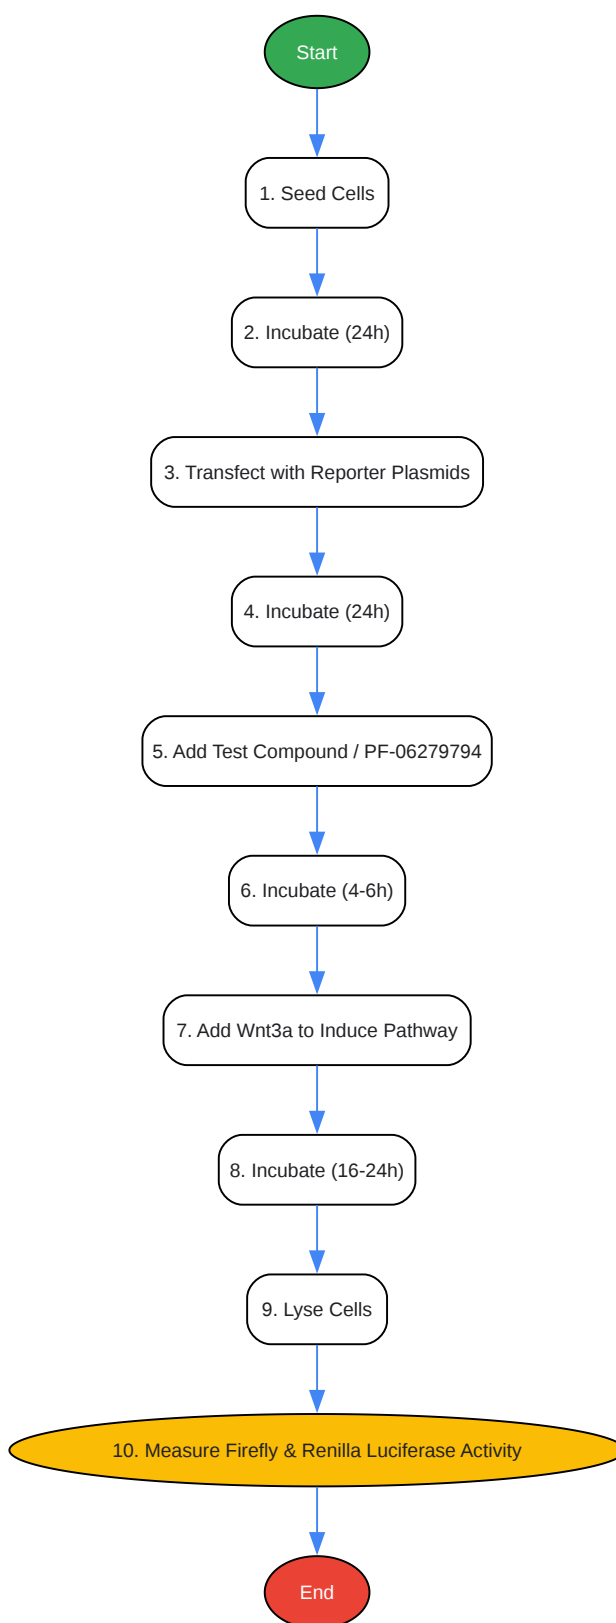 Start
1. Seed Cells
2. Incubate (24h)
3. Transfect with Reporter Plasmids
4. Incubate (24h)
5. Add Test Compound / PF-06279794
6. Incubate (4-6h)
7. Add Wnt3a to Induce Pathway
8. Incubate (16-24h)
9. Lyse Cells
10. Measure Firefly & Renilla Luciferase Activity
End